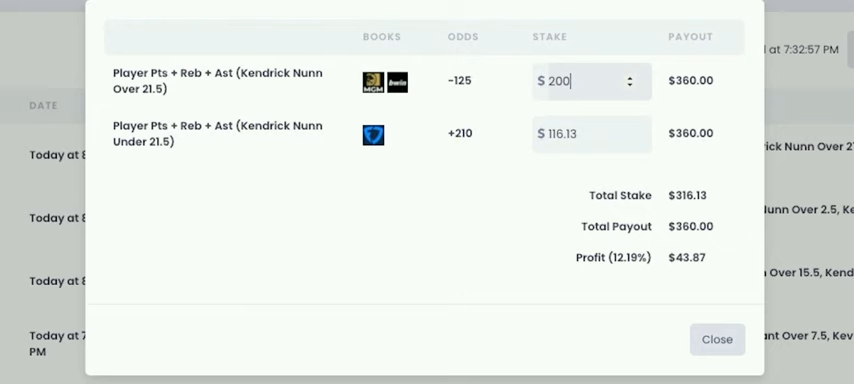 BOOKS ODDS STAKE PAYOUT
Player Pts + Reb + Ast (Kendrick Nunn
Over 21.5)
MGM bwin -125 $ 200 $360.00
Player Pts + Reb + Ast (Kendrick Nunn
Under 21.5)
+210 $ 116.13 $360.00
Total Stake $316.13
Total Payout $360.00
Profit (12.19%) $43.87
Close
at 7:32:57 PM
DATE
Today at 8
rick Nunn Over 2
Today at 8
Nunn Over 2.5, Ke
Today at 8
Over 15.5, Kend
Today at 7
PM
ant Over 7.5, Kev